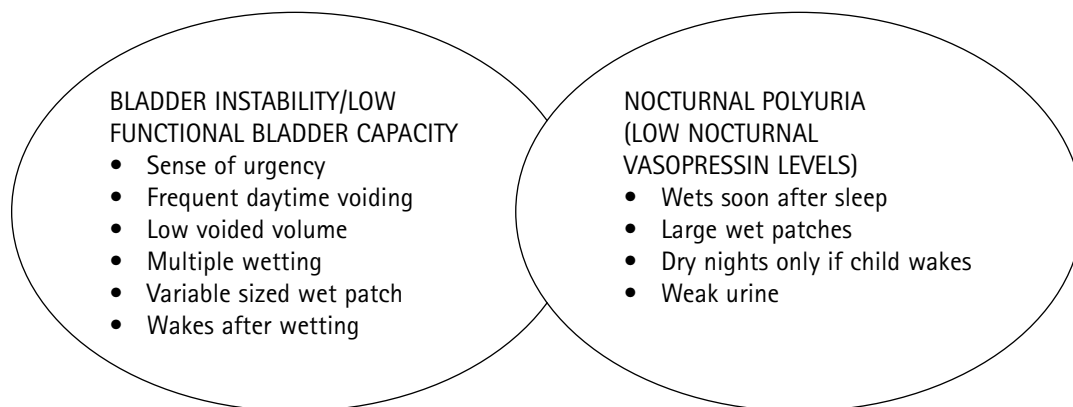 BLADDER INSTABILITY/LOW
FUNCTIONAL BLADDER CAPACITY
• Sense of urgency
• Frequent daytime voiding
• Low voided volume
• Multiple wetting
• Variable sized wet patch
• Wakes after wetting
NOCTURNAL POLYURIA
(LOW NOCTURNAL
VASOPRESSIN LEVELS)
• Wets soon after sleep
• Large wet patches
• Dry nights only if child wakes
• Weak urine